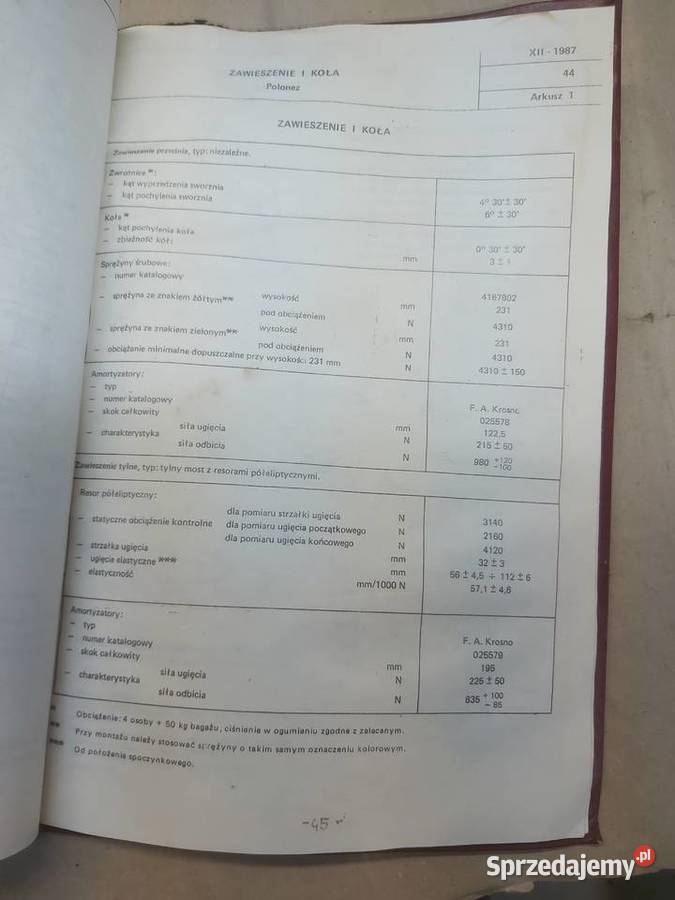 ZAWIESZENIE I KOŁA
Polonez
XII - 1987
44
Arkusz 1
ZAWIESZENIE I KOŁA
Zawieszenie przednie, typ: niezależne.
Zwrotnice *:
— kąt wyprzedzenia sworznia 4° 30' ± 30'
— kąt pochylenia sworznia 6° ± 30'
Koła *
— kąt pochylenia koła 0° 30' ± 30'
— zbieżność kół: mm 3 ± 1
Sprężyny śrubowe:
— numer katalogowy 4187802
— sprężyna ze znakiem żółtym** wysokość mm 231
pod obciążeniem N 4310
— sprężyna ze znakiem zielonym** wysokość mm 231
pod obciążeniem N 4310
— obciążenie minimalne dopuszczalne przy wysokości 231 mm N 4310 ± 150
Amortyzatory:
— typ F. A. Krosno
— numer katalogowy 025578
— skok całkowity mm 122,5
— charakterystyka siła ugięcia N 215 ± 50
siła odbicia N 980 +120 −100
Zawieszenie tylne, typ: tylny most z resorami półeliptycznymi.
Resor półeliptyczny:
— statyczne obciążenie kontrolne dla pomiaru strzałki ugięcia N 3140
dla pomiaru ugięcia początkowego N 2160
dla pomiaru ugięcia końcowego N 4120
— strzałka ugięcia mm 32 ± 3
— ugięcie elastyczne *** mm 56 ± 4,5 ÷ 112 ± 6
— elastyczność mm/1000 N 57,1 ± 4,6
Amortyzatory:
— typ F. A. Krosno
— numer katalogowy 025579
— skok całkowity mm 195
— charakterystyka siła ugięcia N 225 ± 50
siła odbicia N 835 + 100 − 85
* Obciążenie: 4 osoby + 50 kg bagażu, ciśnienie w ogumieniu zgodne z zalecanym.
** Przy montażu należy stosować sprężyny o takim samym oznaczeniu kolorowym.
*** Od położenia spoczynkowego.
-45-
Sprzedajemy.pl